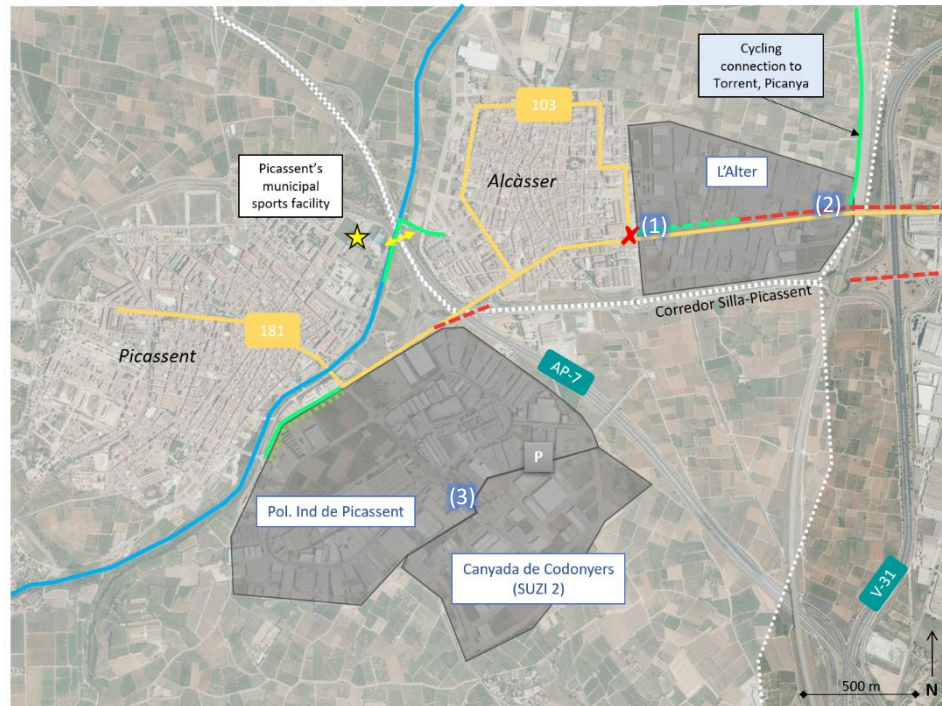 103
Cycling
connection to
Torrent, Picanya
Picassent's
municipal
sports facility
Alcàsser
L'Alter
(1)
(2)
Corredor Silla-Picassent
181
Picassent
AP-7
P
(3)
Pol. Ind de Picassent
Canyada de Codonyers
(SUZI 2)
V-31
500 m
N